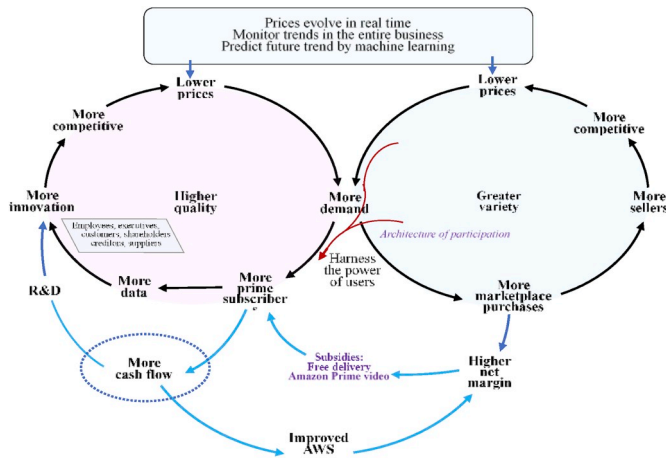 Prices evolve in real time
Monitor trends in the entire business
Predict future trend by machine learning
Lower
prices
Lower
prices
More
competitive
More
competitive
More
innovation
Higher
quality
More
demand
Greater
variety
More
sellers
Employees, executives,
customers, shareholders
creditors, suppliers
Architecture of participation
Harness
the power
of users
R&D
More
data
More
prime
subscriber
s
More
marketplace
purchases
More
cash flow
Subsidies:
Free delivery
Amazon Prime video
Higher
net
margin
Improved
AWS